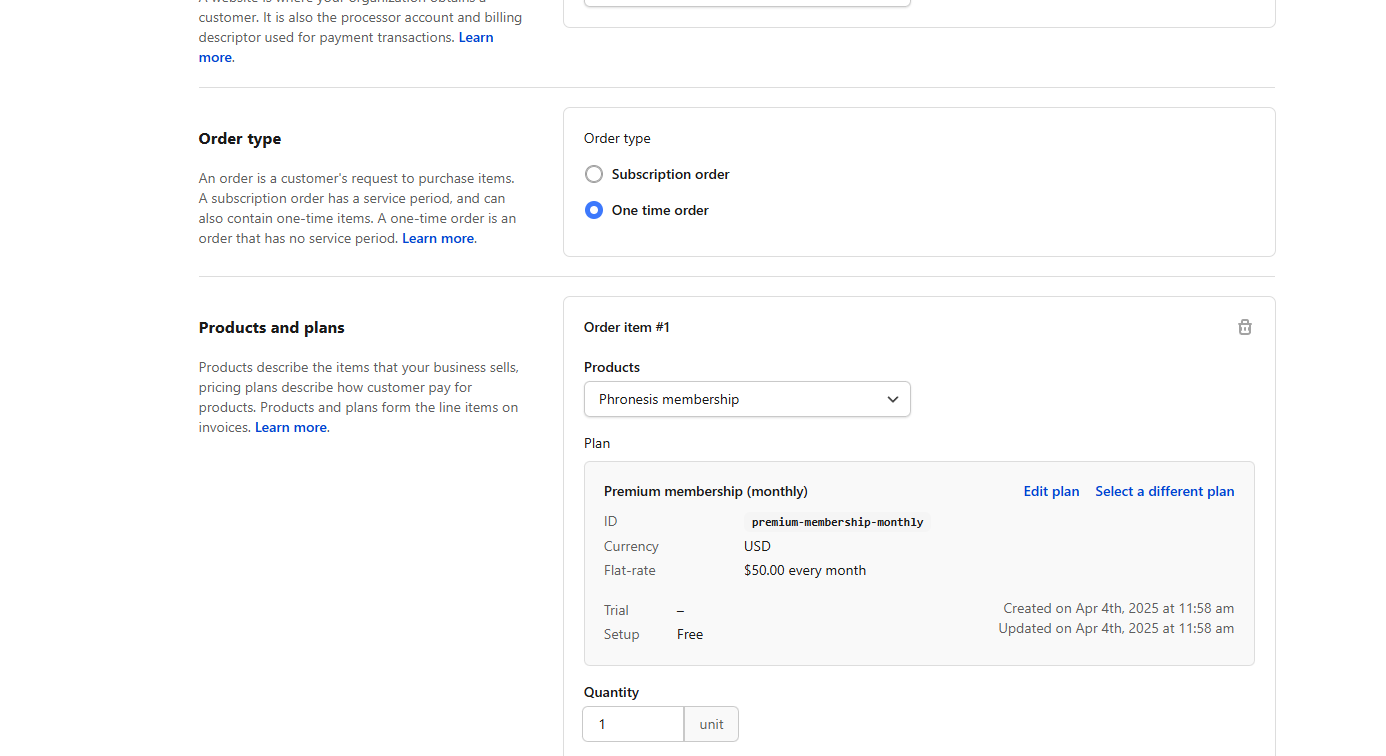 A website is where your organization obtains a
customer. It is also the processor account and billing
descriptor used for payment transactions. Learn
more.
Order type
An order is a customer's request to purchase items.
A subscription order has a service period, and can
also contain one-time items. A one-time order is an
order that has no service period. Learn more.
Order type
Subscription order
One time order
Products and plans
Products describe the items that your business sells,
pricing plans describe how customer pay for
products. Products and plans form the line items on
invoices. Learn more.
Order item #1
Products
Phronesis membership
Plan
Premium membership (monthly)
Edit plan
Select a different plan
ID premium-membership-monthly
Currency USD
Flat-rate $50.00 every month
Trial –
Setup Free
Created on Apr 4th, 2025 at 11:58 am
Updated on Apr 4th, 2025 at 11:58 am
Quantity
1 unit